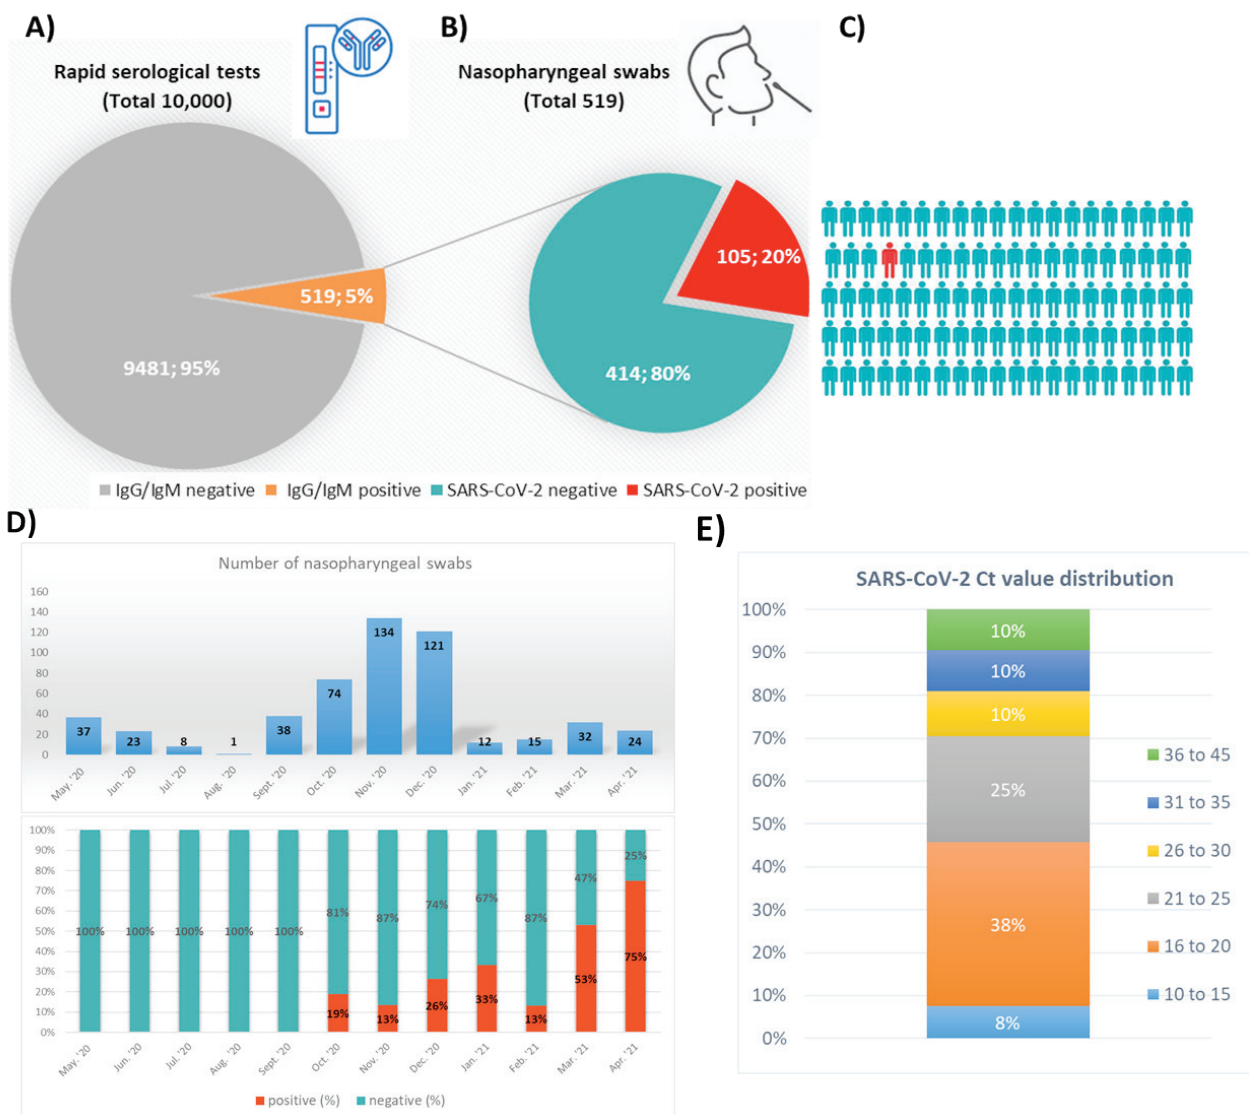 A)
Rapid serological tests
(Total 10,000)
519; 5%
9481; 95%
B)
Nasopharyngeal swabs
(Total 519)
105; 20%
414; 80%
IgG/IgM negative IgG/IgM positive SARS-CoV-2 negative SARS-CoV-2 positive
C)
D)
Number of nasopharyngeal swabs
160
140
120
100
80
60
40
20
0
37 23 8 1 38 74 134 121 12 15 32 24
May. '20 Jun. '20 Jul. '20 Aug. '20 Sept. '20 Oct. '20 Nov. '20 Dec. '20 Jan. '21 Feb. '21 Mar. '21 Apr. '21
100%
90%
80%
70%
60%
50%
40%
30%
20%
10%
0%
100% 100% 100% 100% 100% 81% 87% 74% 67% 87% 47% 25%
19% 13% 26% 33% 13% 53% 75%
May. '20 Jun. '20 Jul. '20 Aug. '20 Sept. '20 Oct. '20 Nov. '20 Dec. '20 Jan. '21 Feb. '21 Mar. '21 Apr. '21
positive (%) negative (%)
E)
SARS-CoV-2 Ct value distribution
100%
90%
80%
70%
60%
50%
40%
30%
20%
10%
0%
10%
10%
10%
25%
38%
8%
36 to 45
31 to 35
26 to 30
21 to 25
16 to 20
10 to 15